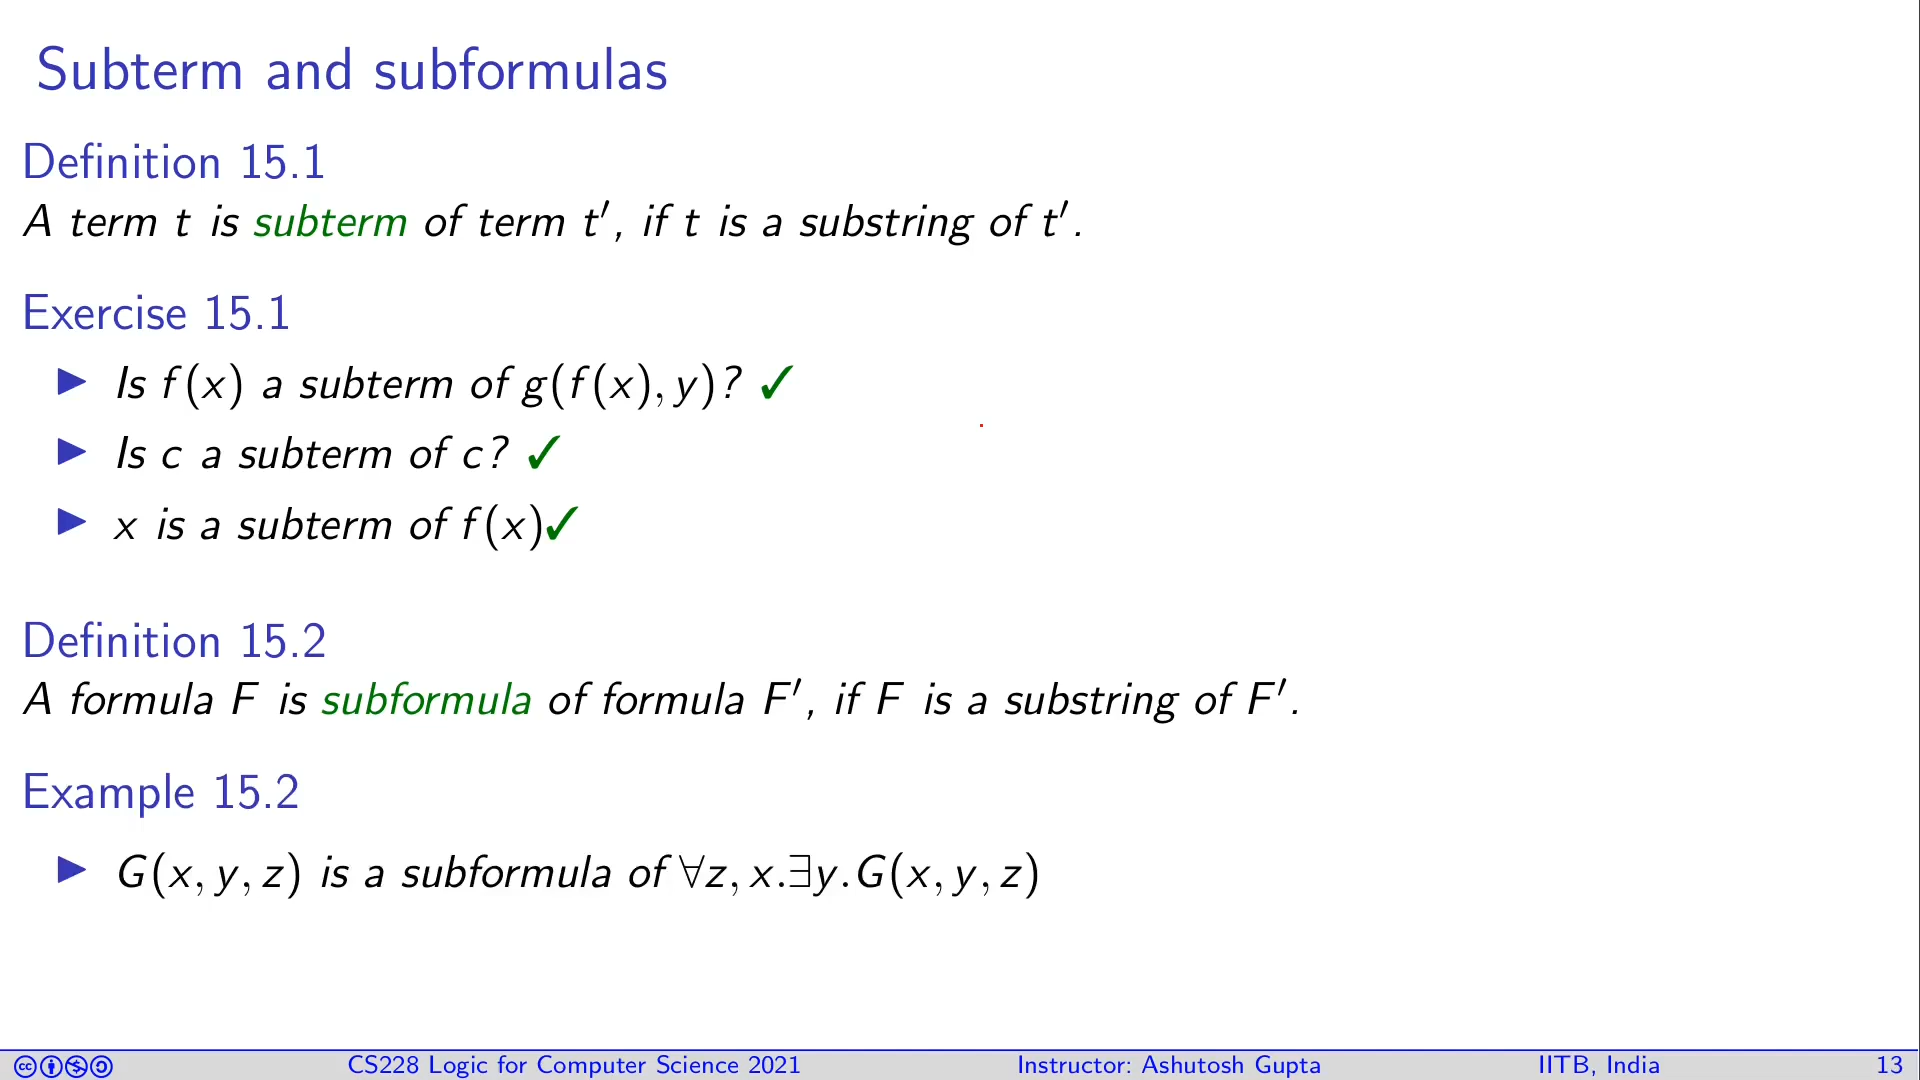 Subterm and subformulas
Definition 15.1
A term t is subterm of term t′, if t is a substring of t′.
Exercise 15.1
▶ Is f(x) a subterm of g(f(x), y)? ✓
▶ Is c a subterm of c? ✓
▶ x is a subterm of f(x)✓
Definition 15.2
A formula F is subformula of formula F′, if F is a substring of F′.
Example 15.2
▶ G(x, y, z) is a subformula of ∀z, x.∃y.G(x, y, z)
CS228 Logic for Computer Science 2021 Instructor: Ashutosh Gupta IITB, India 13